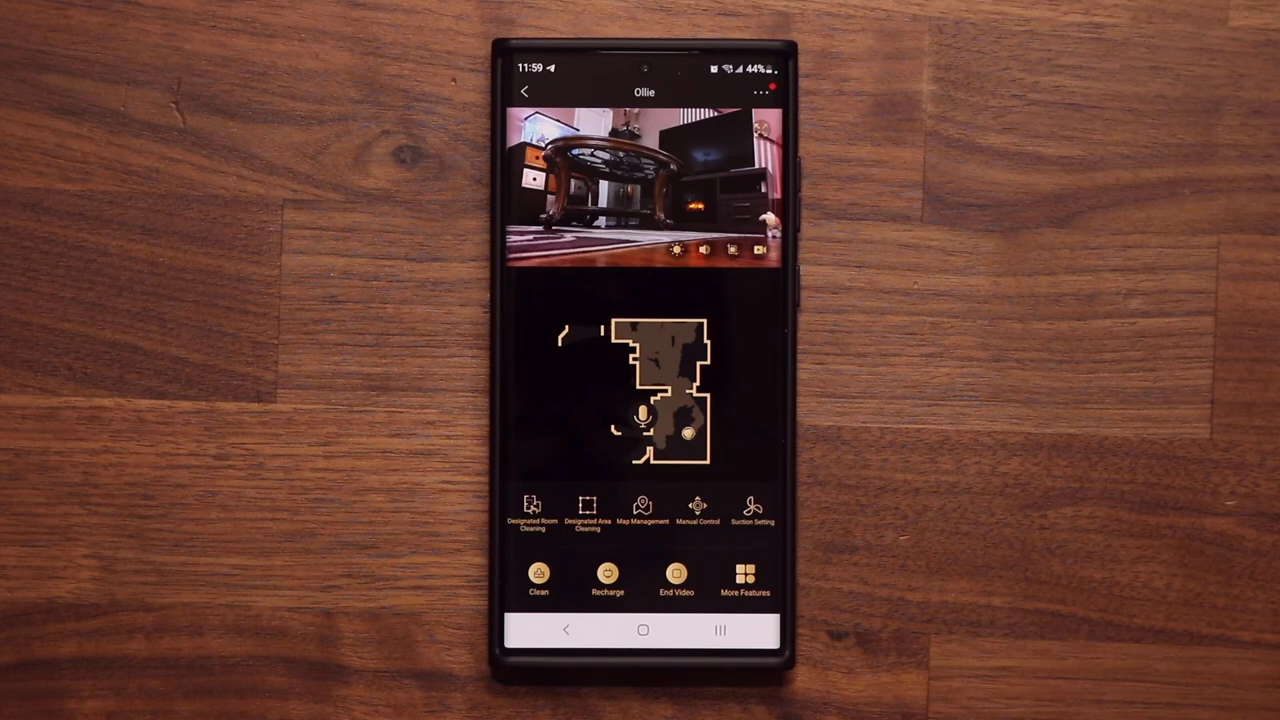 11:59
44%
Ollie
Designated Room Cleaning
Designated Area Cleaning
Map Management
Manual Control
Suction Setting
Clean
Recharge
End Video
More Features